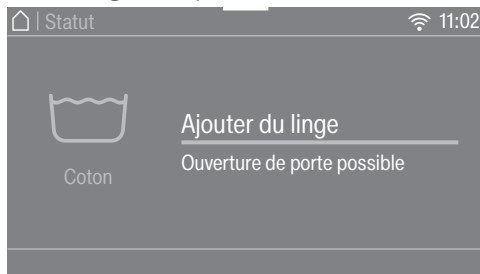 | Statut 11:02
Ajouter du linge
Ouverture de porte possible
Coton